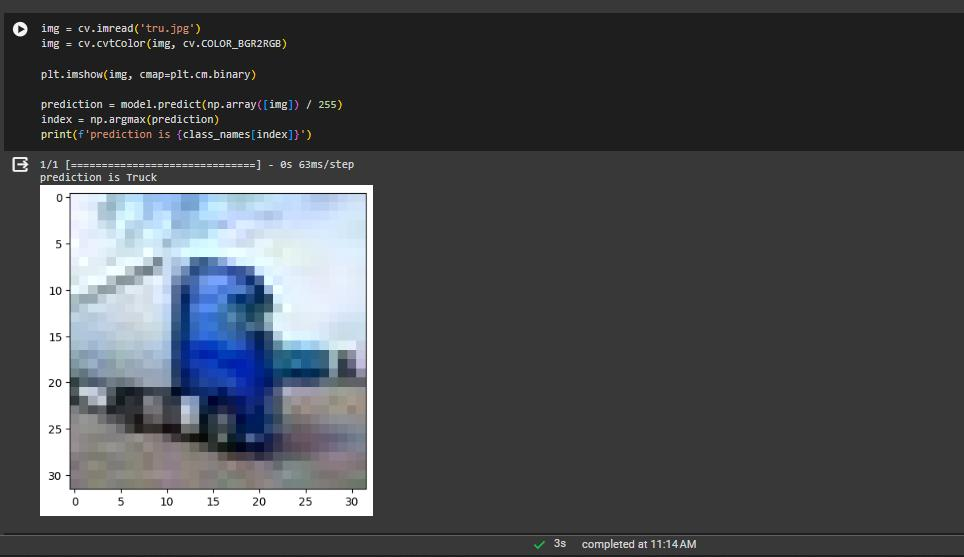 img = cv.imread('tru.jpg')
img = cv.cvtColor(img, cv.COLOR_BGR2RGB)
plt.imshow(img, cmap=plt.cm.binary)
prediction = model.predict(np.array([img]) / 255)
index = np.argmax(prediction)
print(f'prediction is {class_names[index]}')
1/1 [==============================] - 0s 63ms/step
prediction is Truck
0
5
10
15
20
25
30
0 5 10 15 20 25 30
3s completed at 11:14 AM